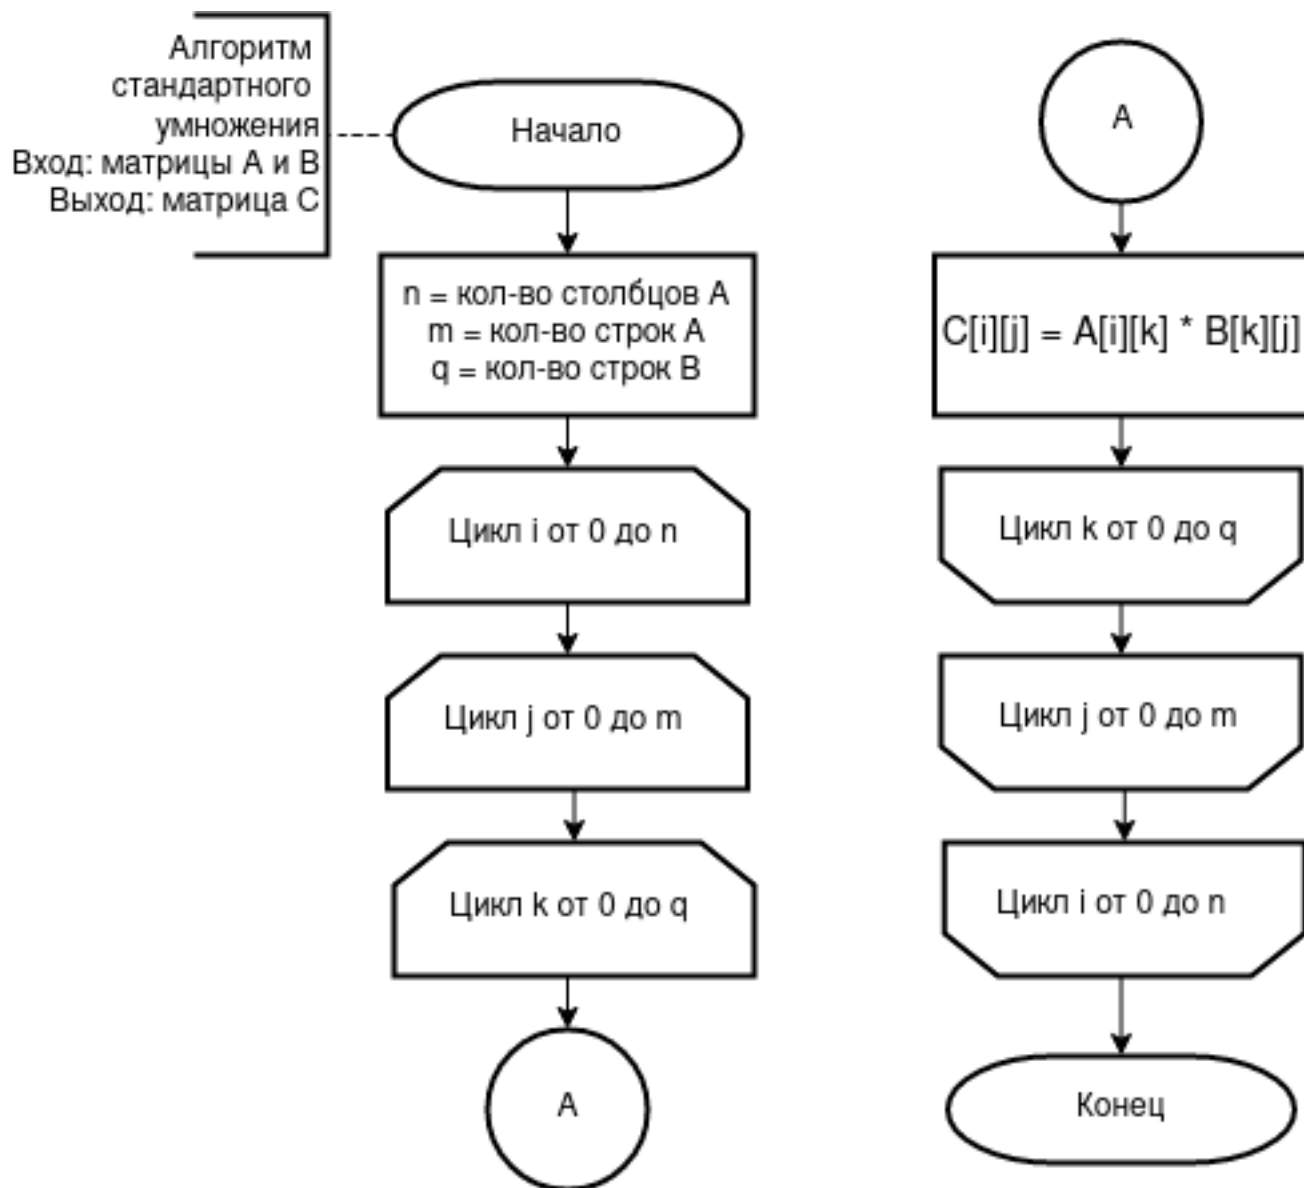 Алгоритм
стандартного
умножения
Вход: матрицы A и B
Выход: матрица C
Начало
n = кол-во столбцов A
m = кол-во строк A
q = кол-во строк B
Цикл i от 0 до n
Цикл j от 0 до m
Цикл k от 0 до q
A
A
C[i][j] = A[i][k] * B[k][j]
Цикл k от 0 до q
Цикл j от 0 до m
Цикл i от 0 до n
Конец